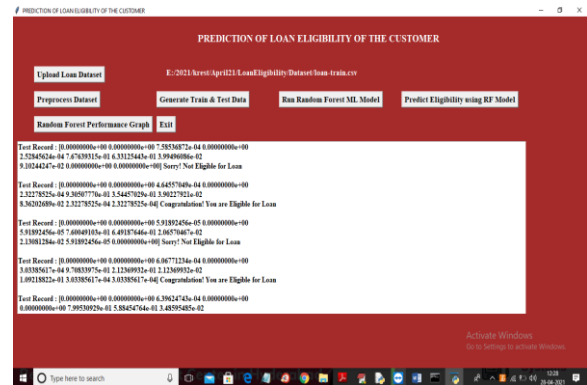 PREDICTION OF LOAN ELIGIBILITY OF THE CUSTOMER
PREDICTION OF LOAN ELIGIBILITY OF THE CUSTOMER
Upload Loan Dataset
E:/2021/krest/April21/LoanEligibility/Dataset/loan-train.csv
Preprocess Dataset
Generate Train & Test Data
Run Random Forest ML Model
Predict Eligibility using RF Model
Random Forest Performance Graph
Exit
Test Record : [0.00000000e+00 0.00000000e+00 7.58536872e-04 0.00000000e+00
2.52845624e-04 7.67639315e-01 6.33125443e-01 3.99496086e-02
9.10244247e-02 0.00000000e+00 0.00000000e+00] Sorry! Not Eligible for Loan
Test Record : [0.00000000e+00 0.00000000e+00 4.64557049e-04 0.00000000e+00
2.32278525e-04 9.30507770e-01 3.54457029e-01 3.90227921e-02
8.36202689e-02 2.32278525e-04 2.32278525e-04] Congratulation! You are Eligible for Loan
Test Record : [0.00000000e+00 0.00000000e+00 5.91892456e-05 0.00000000e+00
5.91892456e-05 7.60049103e-01 6.49187646e-01 2.06570467e-02
2.13081284e-02 5.91892456e-05 0.00000000e+00] Sorry! Not Eligible for Loan
Test Record : [0.00000000e+00 0.00000000e+00 6.06771234e-04 0.00000000e+00
3.03385617e-04 9.70833975e-01 2.12369932e-01 2.12369932e-02
1.09218822e-01 3.03385617e-04 3.03385617e-04] Congratulation! You are Eligible for Loan
Test Record : [0.00000000e+00 0.00000000e+00 6.39624743e-04 0.00000000e+00
0.00000000e+00 7.99530929e-01 5.88454764e-01 3.48595485e-02
Activate Windows
Go to Settings to activate Windows.
Type here to search
12:28
28-04-2021